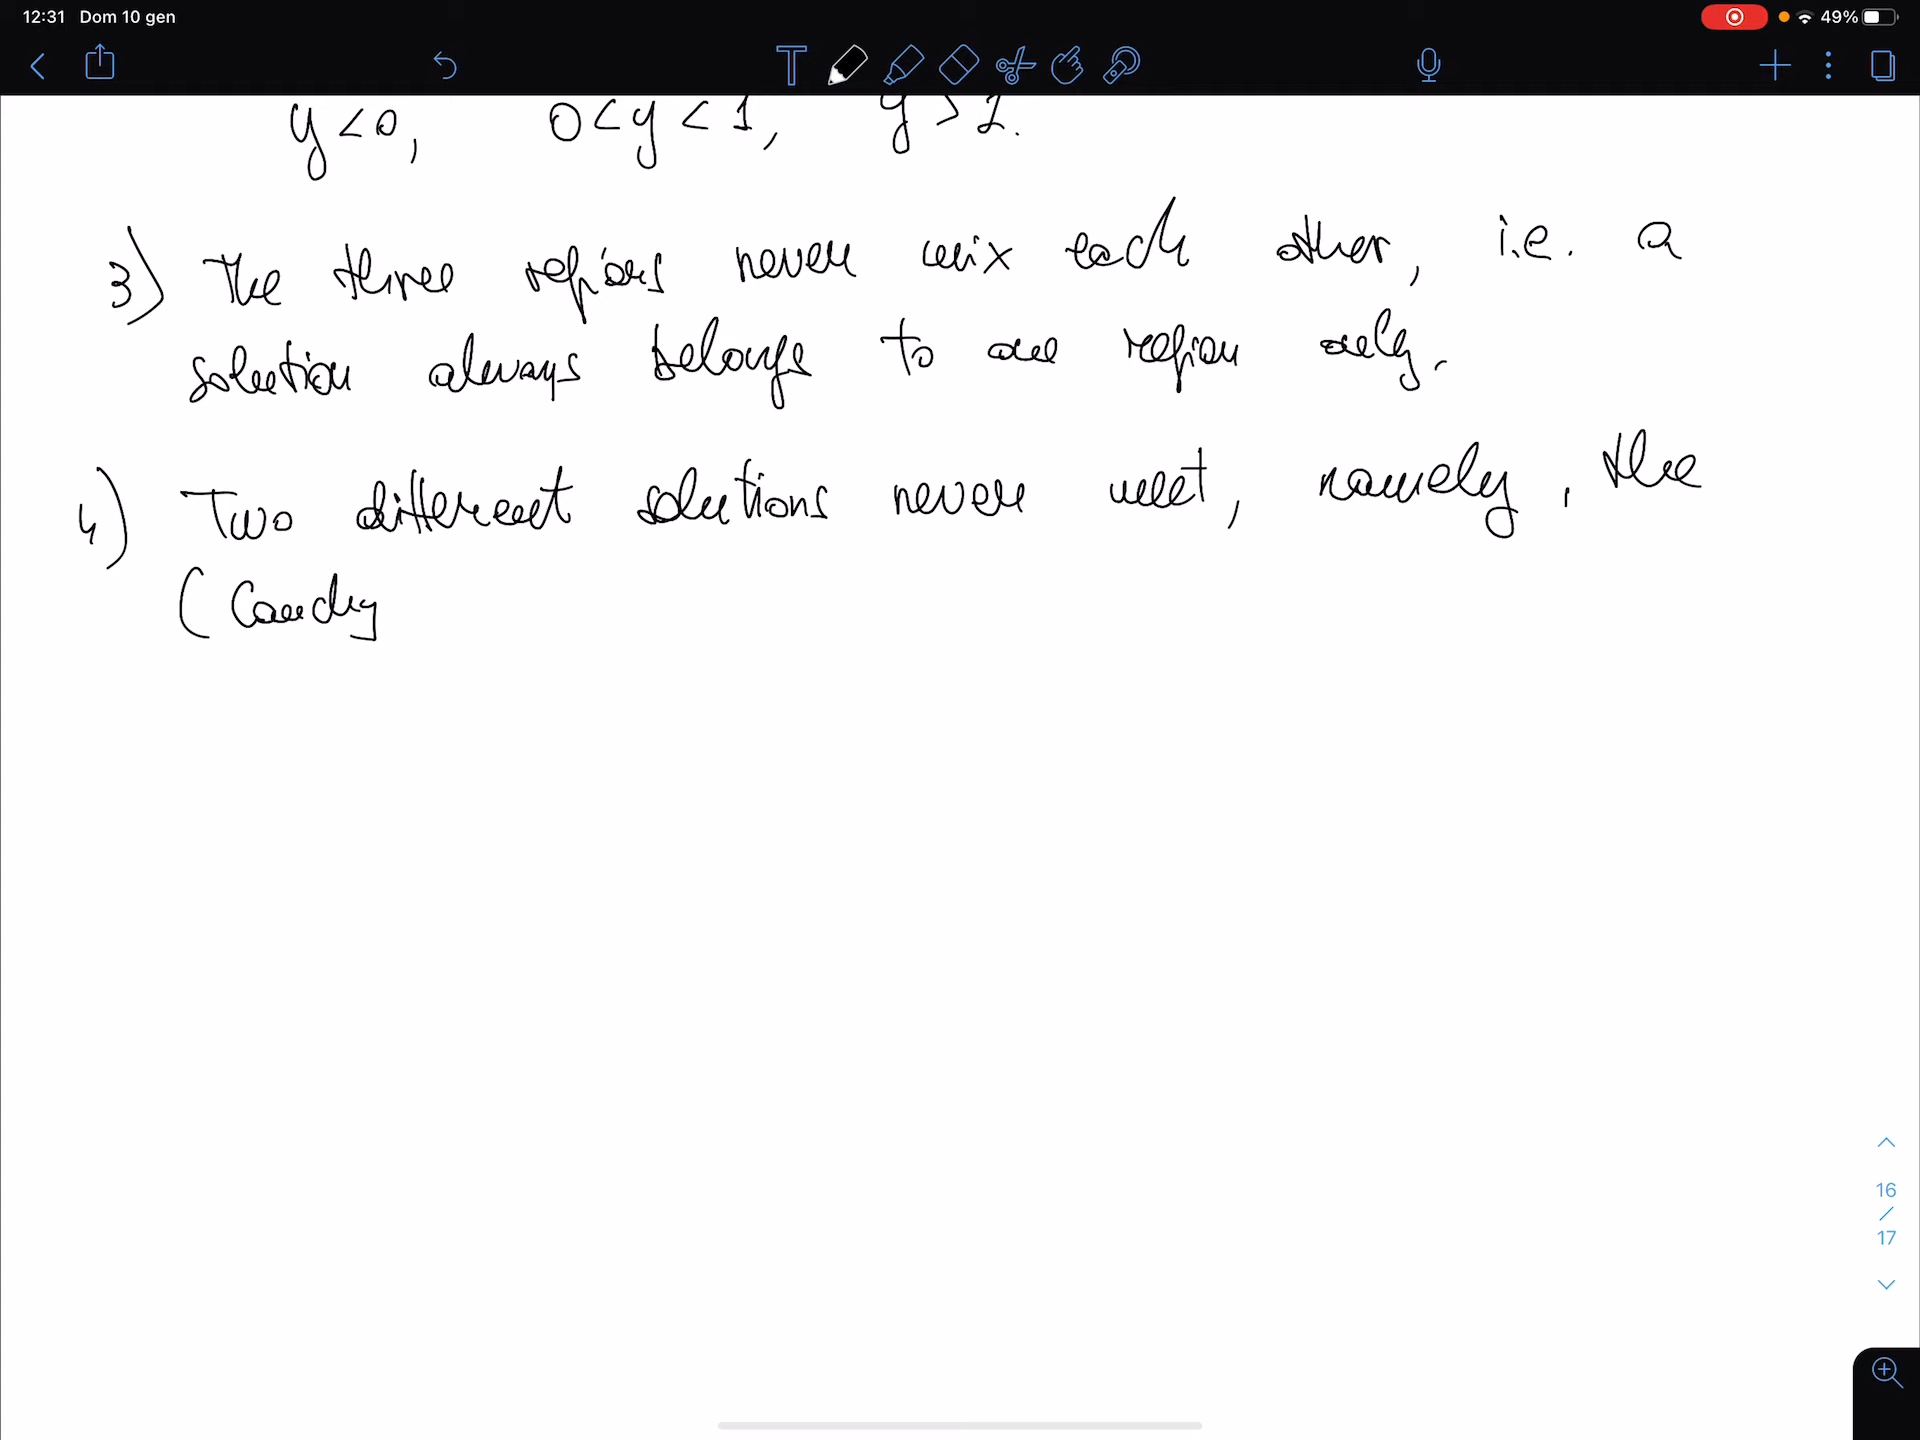 12:31 Dom 10 gen 49%
y<0, 0<y<1, y>1.
3) The three regions never mix each other, i.e. a
solution always belongs to one region only.
4) Two different solutions never meet, namely, the
(Cauchy
16
/
17